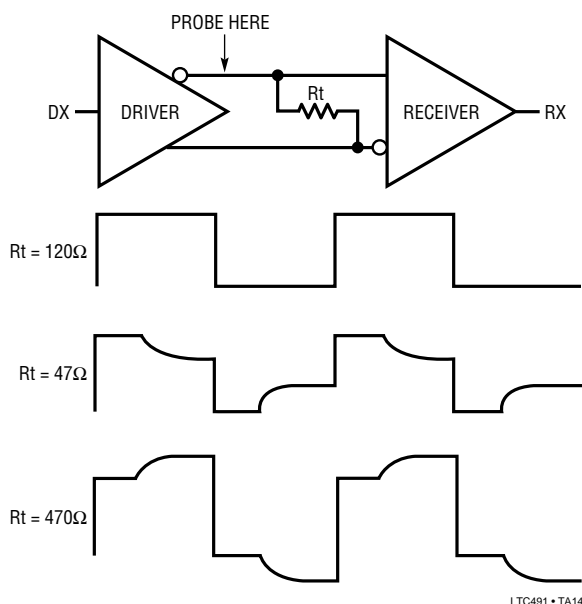 PROBE HERE
Rt
DX
DRIVER
RECEIVER
RX
Rt = 120Ω
Rt = 47Ω
Rt = 470Ω
LTC491 • TA14